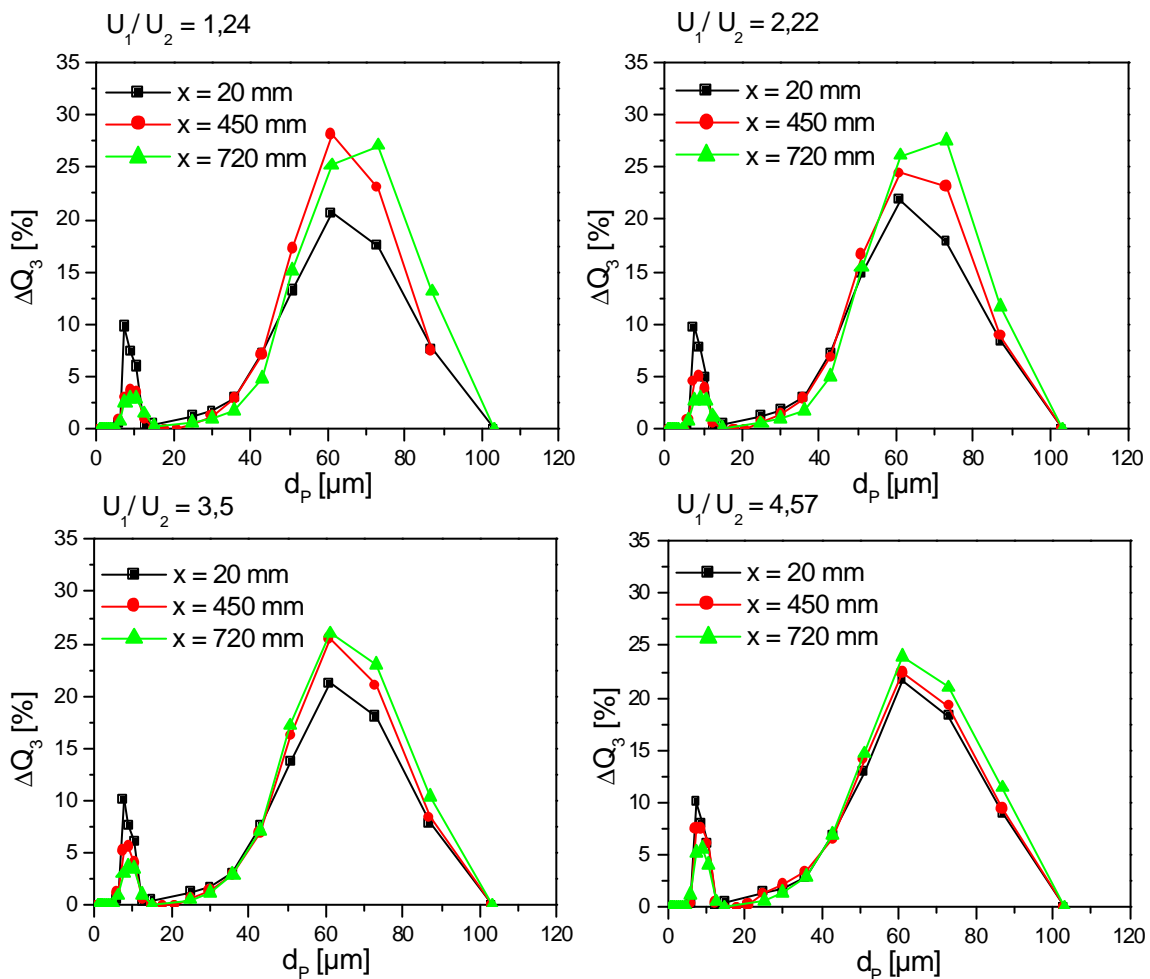 U₁/ U₂ = 1,24
35
30
25
20
15
10
5
0
ΔQ₃ [%]
x = 20 mm
x = 450 mm
x = 720 mm
0 20 40 60 80 100 120
dₚ [µm]
U₁/ U₂ = 2,22
35
30
25
20
15
10
5
0
ΔQ₃ [%]
x = 20 mm
x = 450 mm
x = 720 mm
0 20 40 60 80 100 120
dₚ [µm]
U₁/ U₂ = 3,5
35
30
25
20
15
10
5
0
ΔQ₃ [%]
x = 20 mm
x = 450 mm
x = 720 mm
0 20 40 60 80 100 120
dₚ [µm]
U₁/ U₂ = 4,57
35
30
25
20
15
10
5
0
ΔQ₃ [%]
x = 20 mm
x = 450 mm
x = 720 mm
0 20 40 60 80 100 120
dₚ [µm]